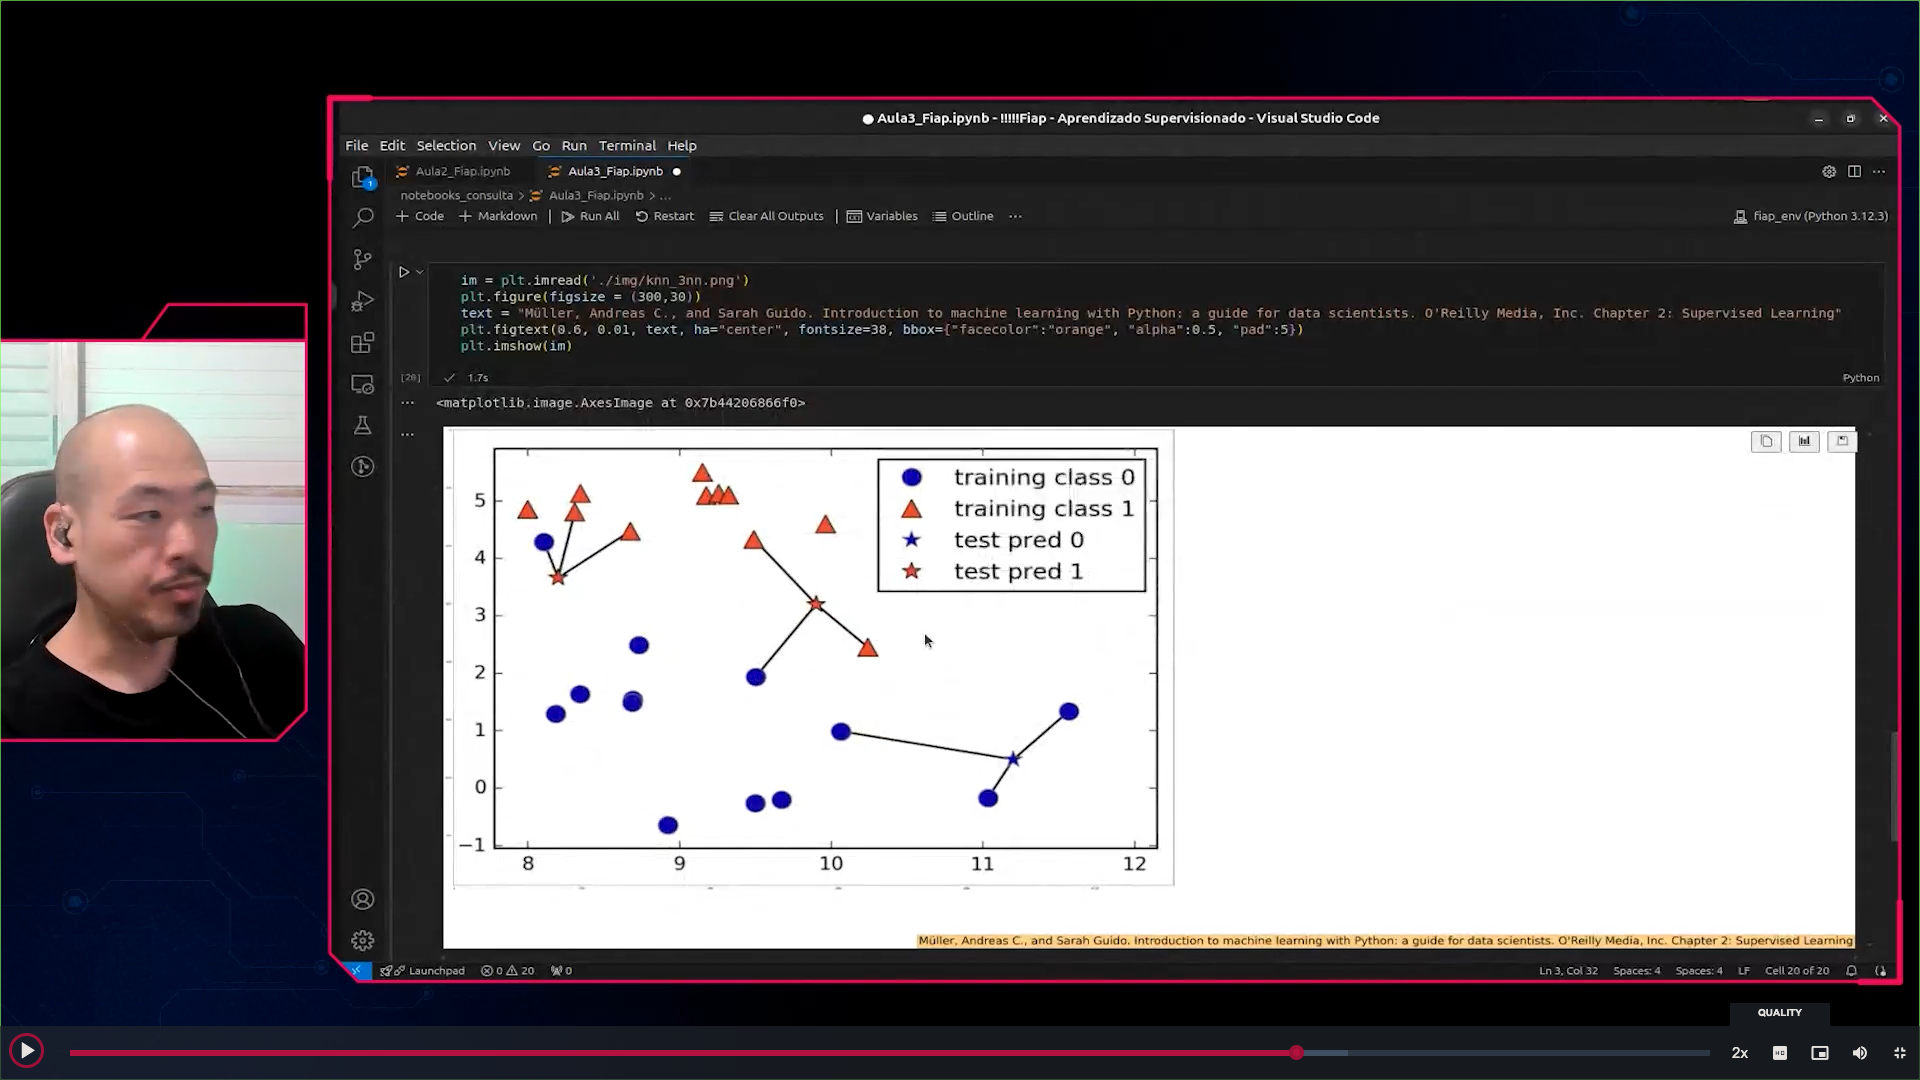 Aula3_Fiap.ipynb - !!!!!Fiap - Aprendizado Supervisionado - Visual Studio Code
File Edit Selection View Go Run Terminal Help
Aula2_Fiap.ipynb Aula3_Fiap.ipynb
notebooks_consulta > Aula3_Fiap.ipynb > ...
+ Code + Markdown | Run All Restart Clear All Outputs | Variables Outline ... fiap_env (Python 3.12.3)
1
im = plt.imread('./img/knn_3nn.png')
plt.figure(figsize = (300,30))
text = "Müller, Andreas C., and Sarah Guido. Introduction to machine learning with Python: a guide for data scientists. O'Reilly Media, Inc. Chapter 2: Supervised Learning"
plt.figtext(0.6, 0.01, text, ha="center", fontsize=38, bbox={"facecolor":"orange", "alpha":0.5, "pad":5})
plt.imshow(im)
[20] 1.7s Python
<matplotlib.image.AxesImage at 0x7b44206866f0>
training class 0
training class 1
test pred 0
test pred 1
5
4
3
2
1
0
−1
8 9 10 11 12
Müller, Andreas C., and Sarah Guido. Introduction to machine learning with Python: a guide for data scientists. O'Reilly Media, Inc. Chapter 2: Supervised Learning
Launchpad 0 20 0 Ln 3, Col 32 Spaces: 4 Spaces: 4 LF Cell 20 of 20
QUALITY
2x HD